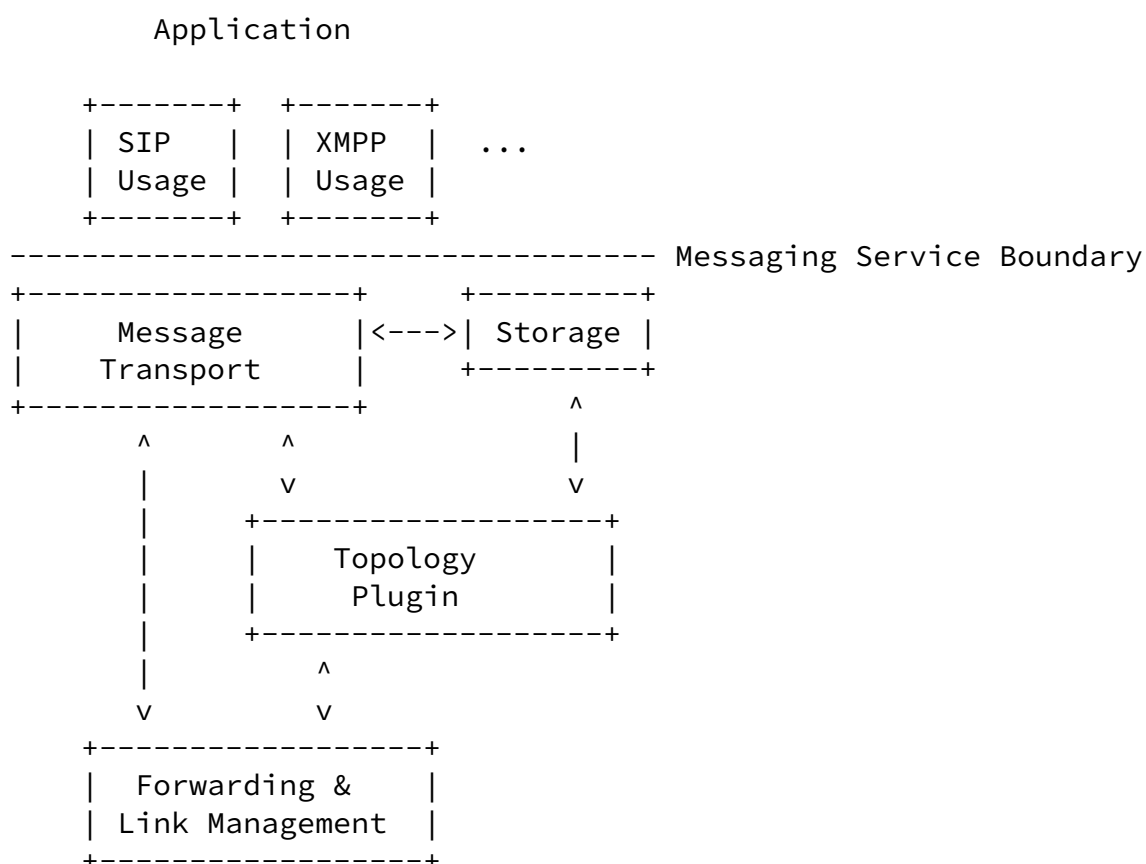 Application
SIP XMPP ...
Usage Usage
Messaging Service Boundary
Message Storage
Transport
Topology
Plugin
Forwarding &
Link Management